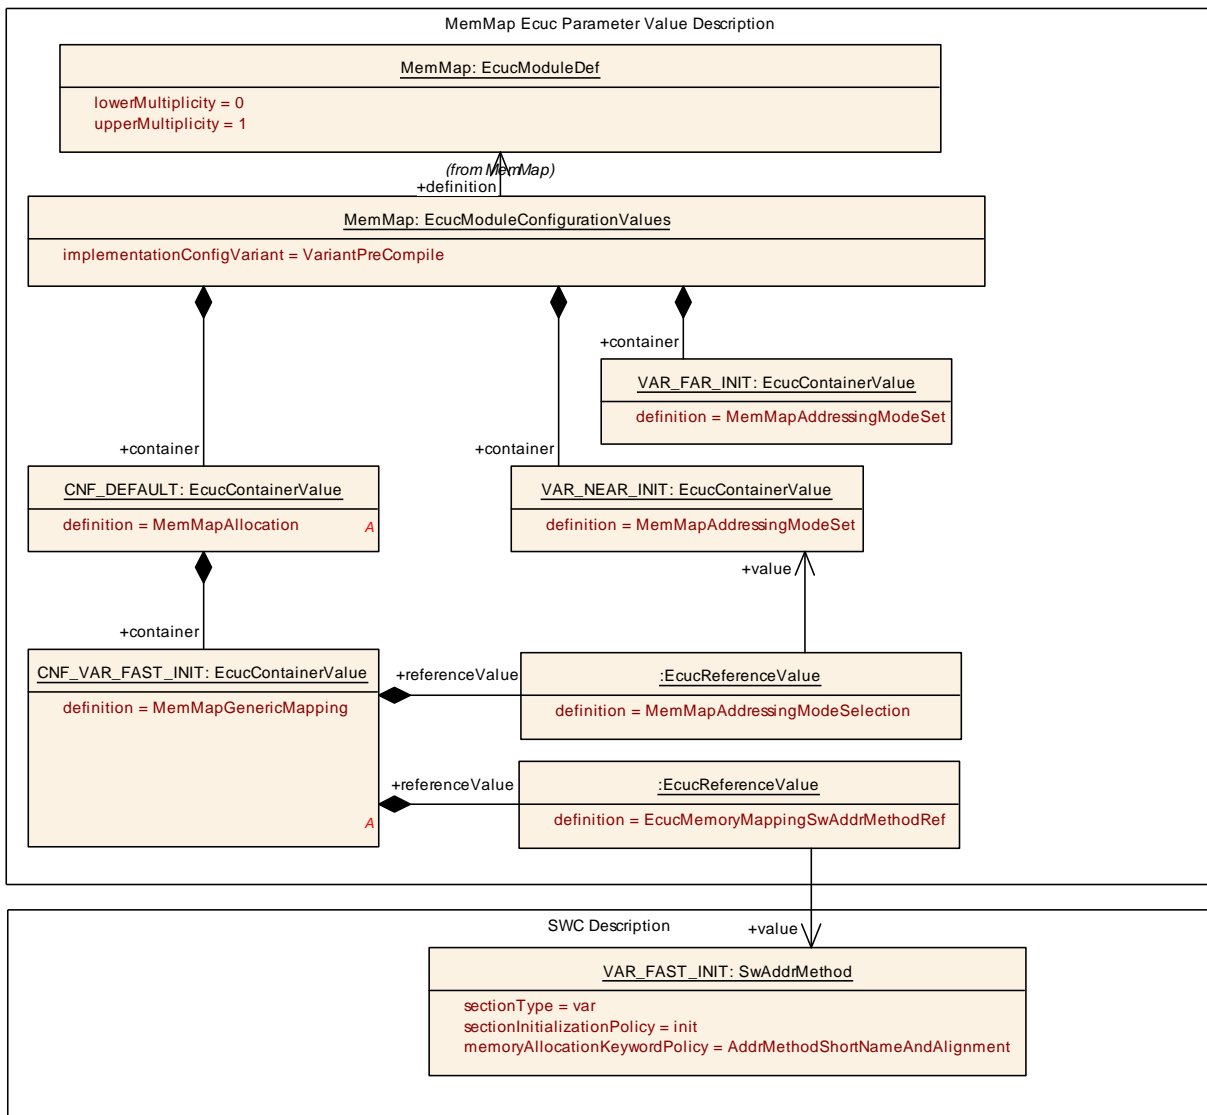 MemMap Ecuc Parameter Value Description
MemMap: EcucModuleDef
lowerMultiplicity = 0
upperMultiplicity = 1
(from MemMap)
+definition
MemMap: EcucModuleConfigurationValues
implementationConfigVariant = VariantPreCompile
+container
VAR_FAR_INIT: EcucContainerValue
definition = MemMapAddressingModeSet
+container
+container
CNF_DEFAULT: EcucContainerValue
definition = MemMapAllocation
A
VAR_NEAR_INIT: EcucContainerValue
definition = MemMapAddressingModeSet
+value
+container
CNF_VAR_FAST_INIT: EcucContainerValue
definition = MemMapGenericMapping
A
+referenceValue
:EcucReferenceValue
definition = MemMapAddressingModeSelection
+referenceValue
:EcucReferenceValue
definition = EcucMemoryMappingSwAddrMethodRef
SWC Description
+value
VAR_FAST_INIT: SwAddrMethod
sectionType = var
sectionInitializationPolicy = init
memoryAllocationKeywordPolicy = AddrMethodShortNameAndAlignment